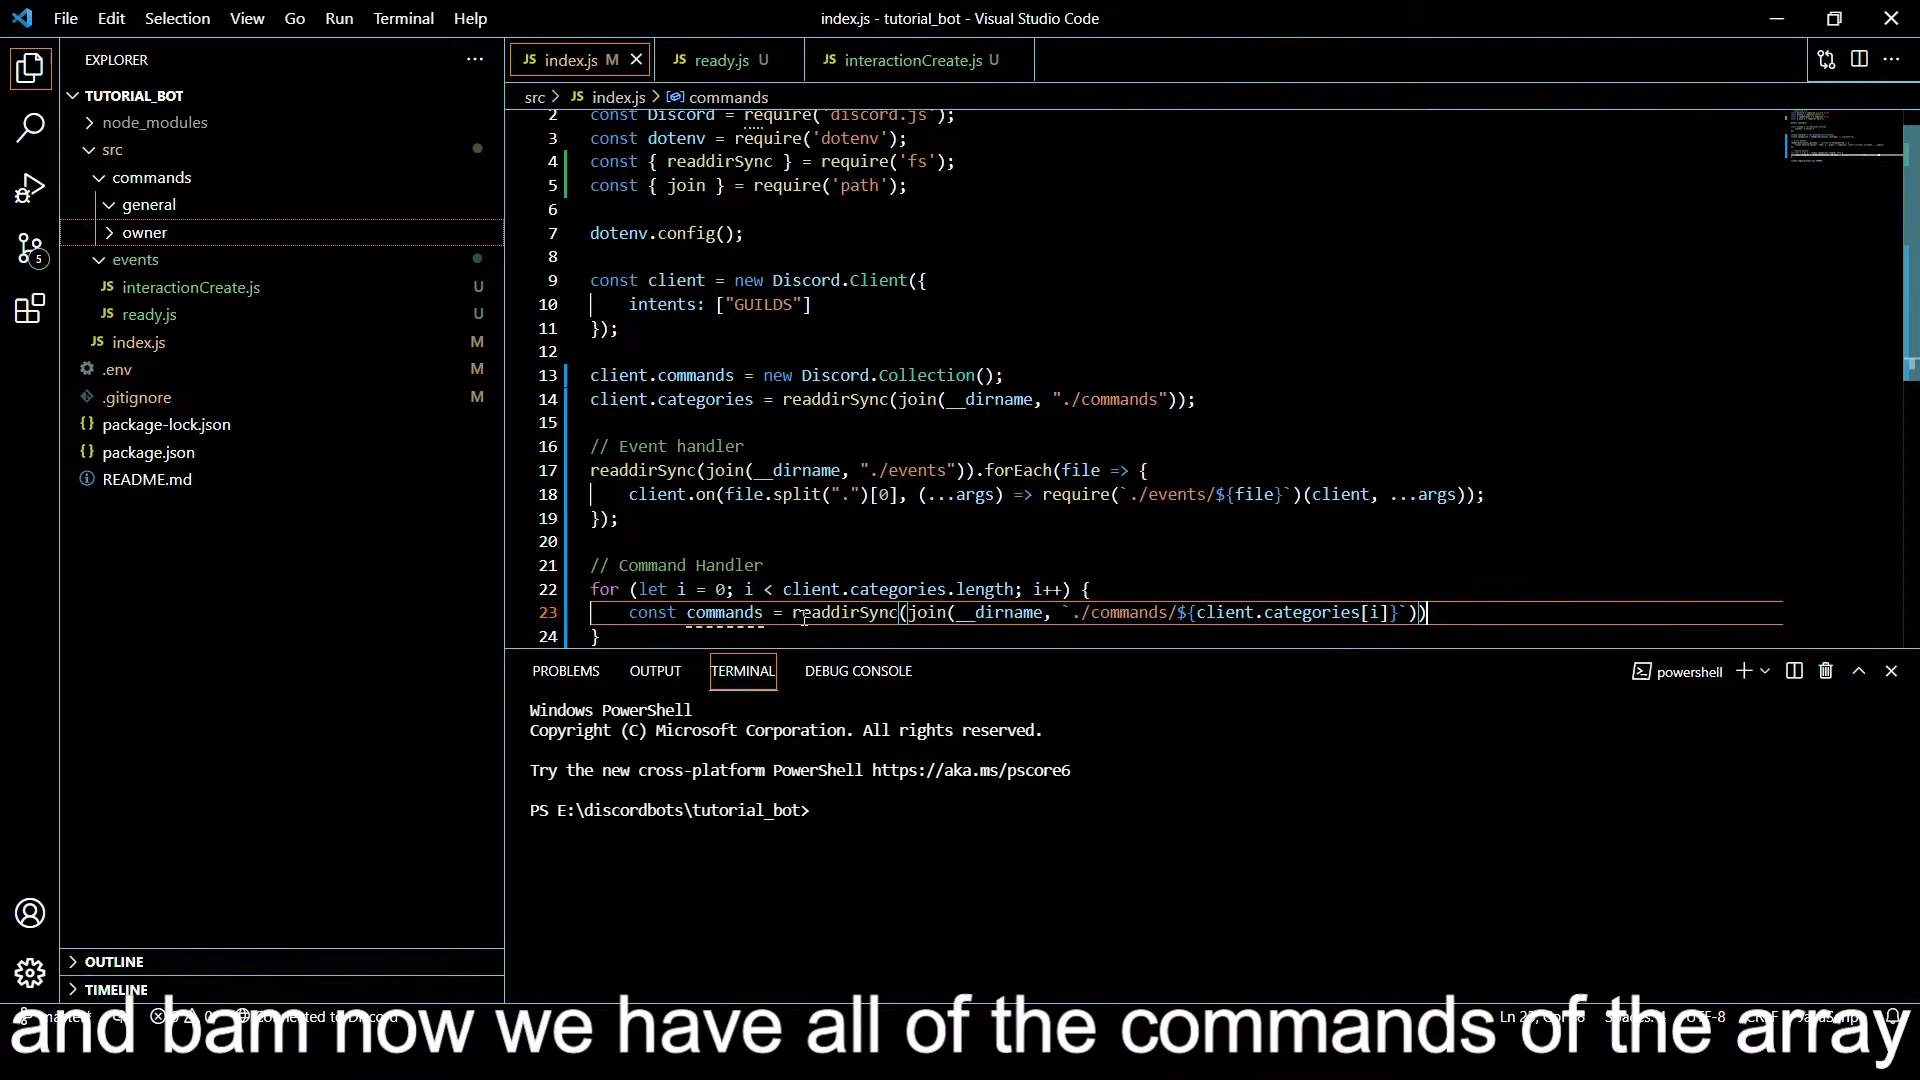 File Edit Selection View Go Run Terminal Help
index.js - tutorial_bot - Visual Studio Code
EXPLORER
TUTORIAL_BOT
node_modules
src
commands
general
owner
events
JS interactionCreate.js U
JS ready.js U
JS index.js M
.env M
.gitignore M
{} package-lock.json
{} package.json
README.md
5
OUTLINE
TIMELINE
JS index.js M
JS ready.js U
JS interactionCreate.js U
src > JS index.js > commands
2 const Discord = require('discord.js');
3 const dotenv = require('dotenv');
4 const { readdirSync } = require('fs');
5 const { join } = require('path');
6
7 dotenv.config();
8
9 const client = new Discord.Client({
10 intents: ["GUILDS"]
11 });
12
13 client.commands = new Discord.Collection();
14 client.categories = readdirSync(join(__dirname, "./commands"));
15
16 // Event handler
17 readdirSync(join(__dirname, "./events")).forEach(file => {
18 client.on(file.split(".")[0], (...args) => require(`./events/${file}`)(client, ...args));
19 });
20
21 // Command Handler
22 for (let i = 0; i < client.categories.length; i++) {
23 const commands = readdirSync(join(__dirname, `./commands/${client.categories[i]}`))
24 }
PROBLEMS OUTPUT TERMINAL DEBUG CONSOLE
powershell
Windows PowerShell
Copyright (C) Microsoft Corporation. All rights reserved.
Try the new cross-platform PowerShell https://aka.ms/pscore6
PS E:\discordbots\tutorial_bot>
and bam now we have all of the commands of the array